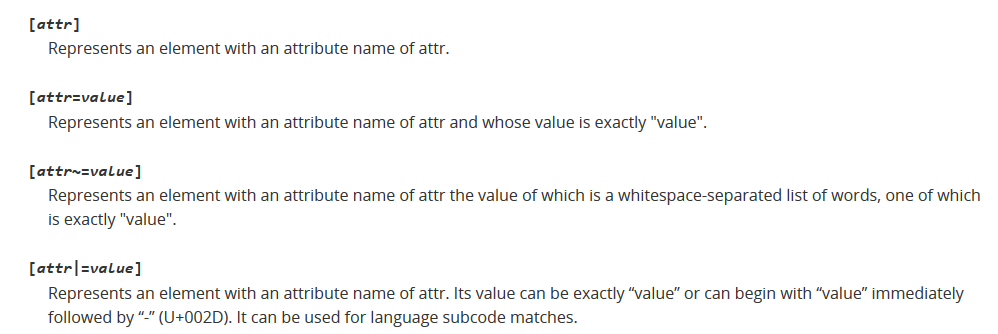 [attr]
Represents an element with an attribute name of attr.
[attr=value]
Represents an element with an attribute name of attr and whose value is exactly "value".
[attr~=value]
Represents an element with an attribute name of attr the value of which is a whitespace-separated list of words, one of which
is exactly "value".
[attr|=value]
Represents an element with an attribute name of attr. Its value can be exactly “value” or can begin with “value” immediately
followed by “-” (U+002D). It can be used for language subcode matches.